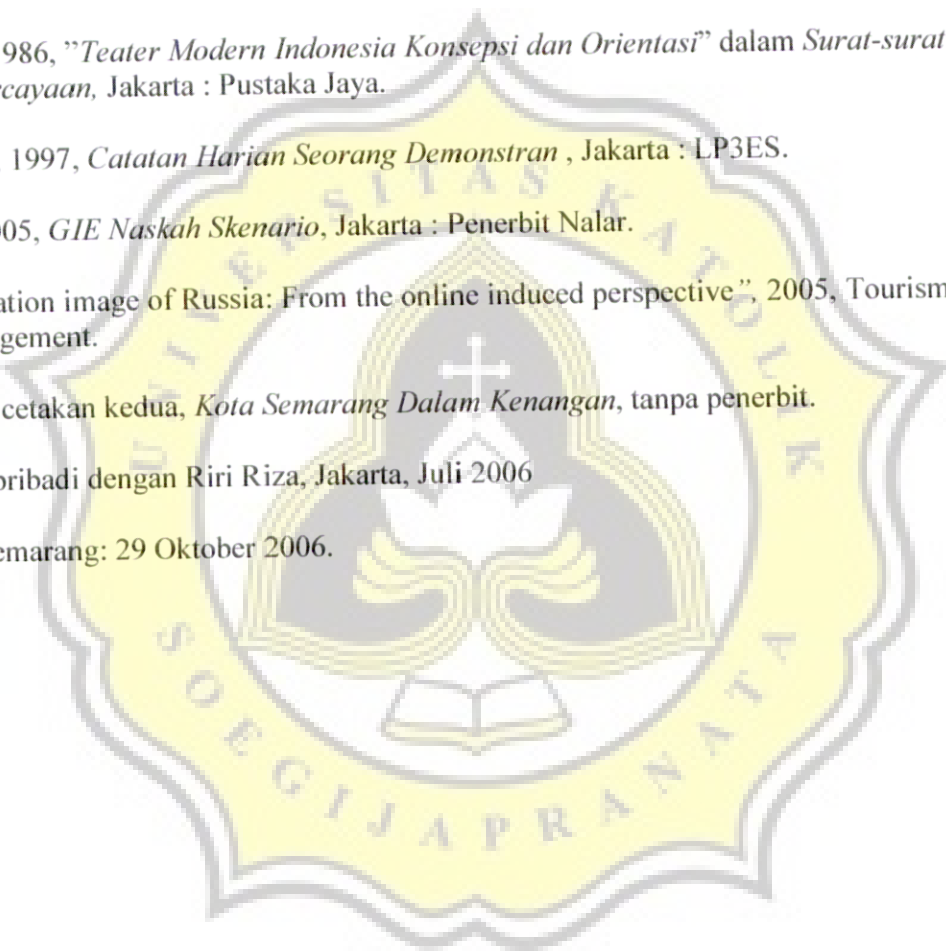 986, ”Teater Modern Indonesia Konsepsi dan Orientasi” dalam Surat-surat
rcayaan, Jakarta : Pustaka Jaya.
1997, Catatan Harian Seorang Demonstran , Jakarta : LP3ES.
005, GIE Naskah Skenario, Jakarta : Penerbit Nalar.
ation image of Russia: From the online induced perspective”, 2005, Tourism
gement.
cetakan kedua, Kota Semarang Dalam Kenangan, tanpa penerbit.
pribadi dengan Riri Riza, Jakarta, Juli 2006
emarang: 29 Oktober 2006.
UNIVERSITAS KATOLIK
SOEGIJAPRANATA